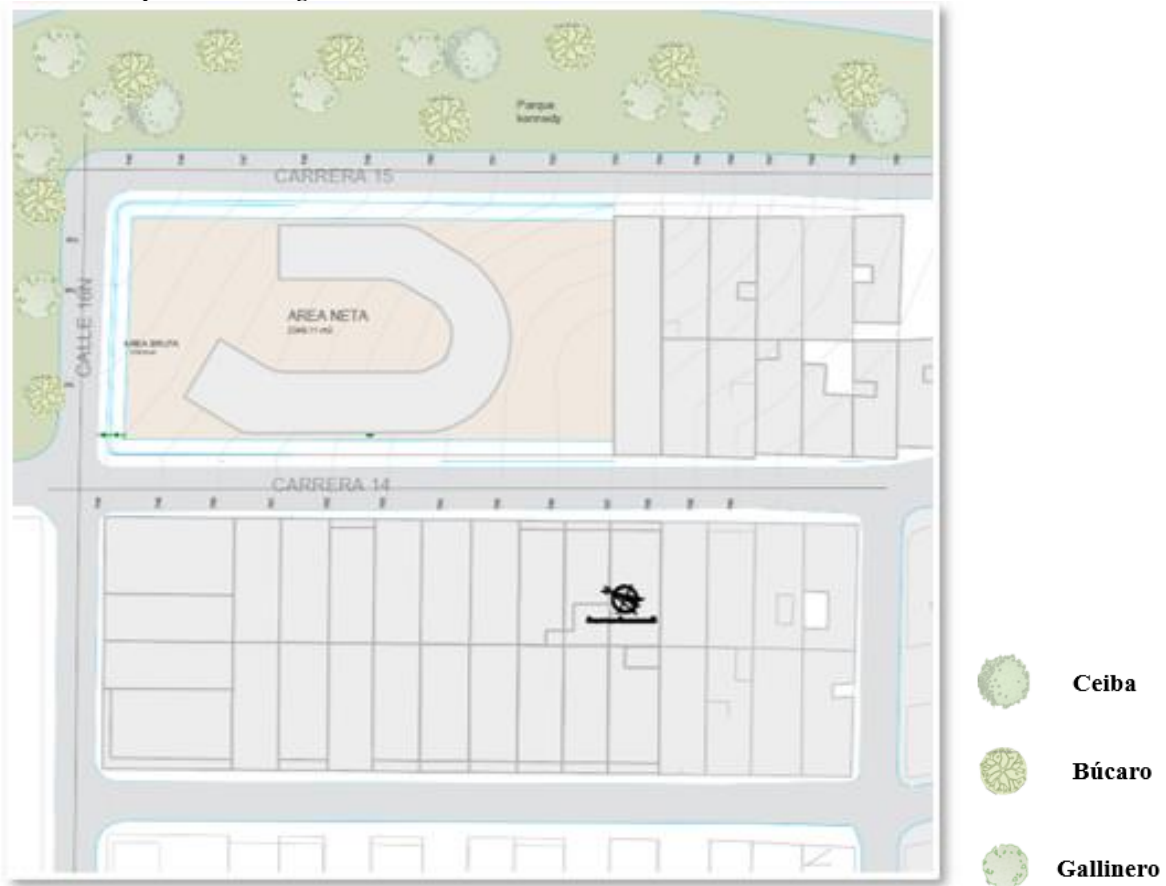 Parque
kennedy
CARRERA 15
CALLE 16N
AREA NETA
AREA BRUTA
CARRERA 14
Ceiba
Búcaro
Gallinero